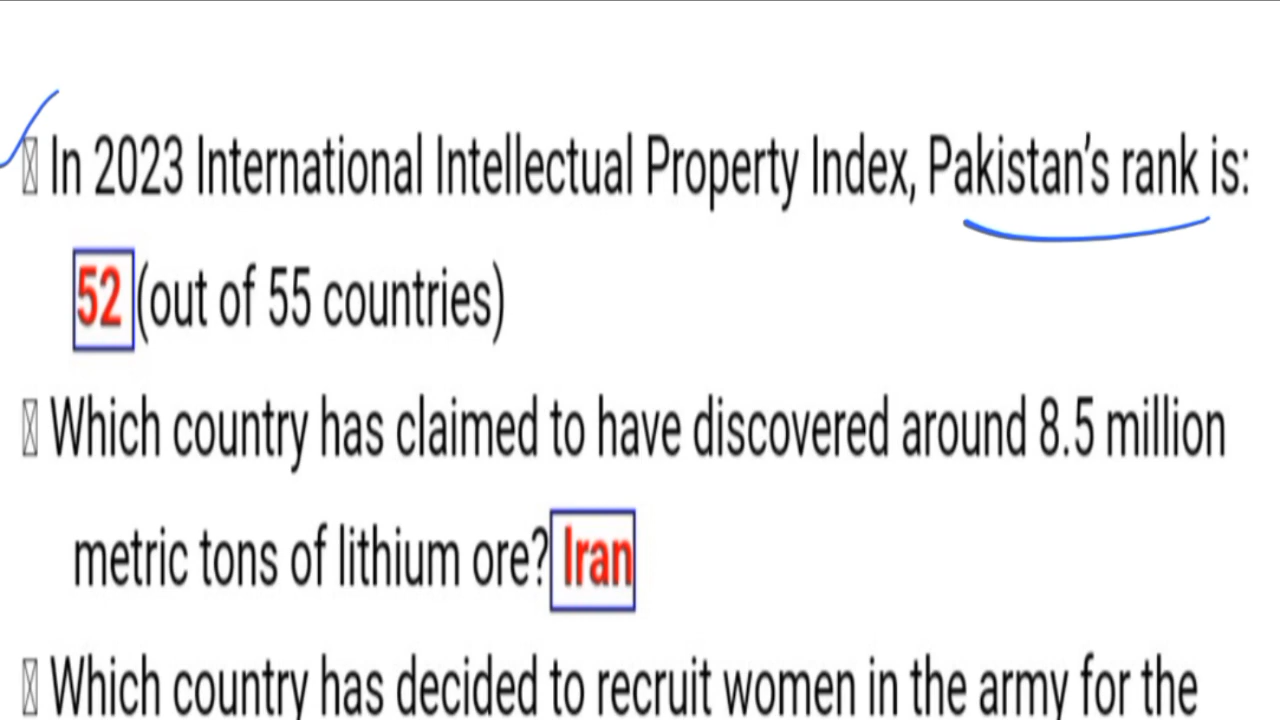 In 2023 International Intellectual Property Index, Pakistan's rank is:
52 (out of 55 countries)
Which country has claimed to have discovered around 8.5 million
metric tons of lithium ore? Iran
Which country has decided to recruit women in the army for the